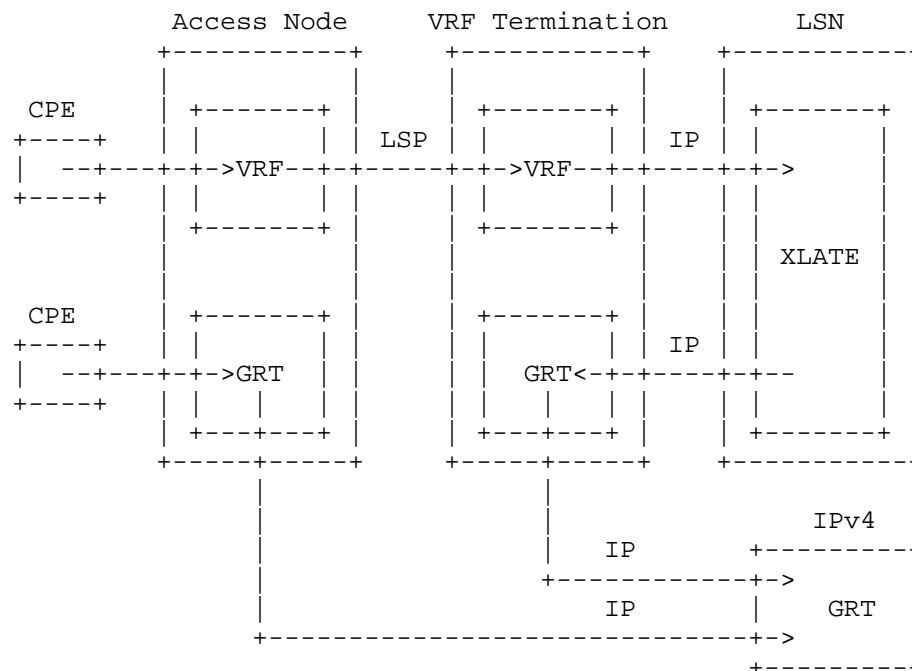 Access Node VRF Termination LSN
CPE
LSP IP
VRF VRF
XLATE
CPE
IP
GRT GRT
IPv4
IP
GRT
IP